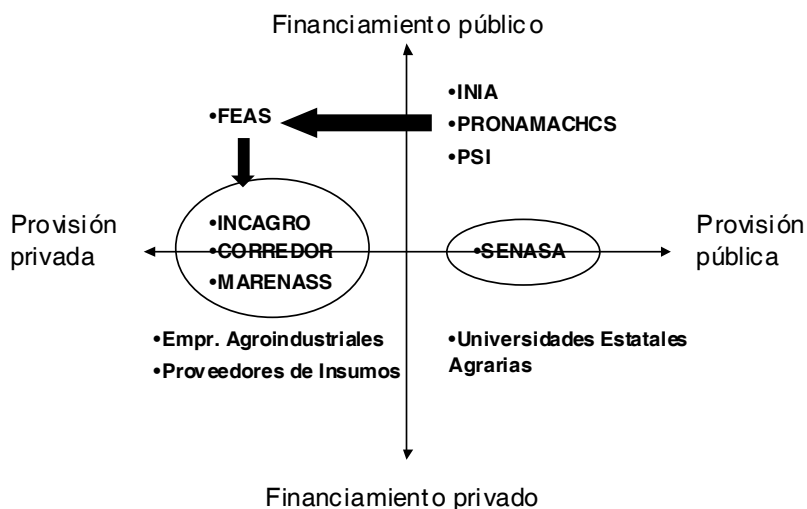 Financiamiento público
•INIA
•FEAS
•PRONAMACHCS
•PSI
Provisión
privada
•INCAGRO
•CORREDOR
•MARENASS
•SENASA
Provisión
pública
•Empr. Agroindustriales
•Proveedores de Insumos
•Universidades Estatales
Agrarias
Financiamiento privado